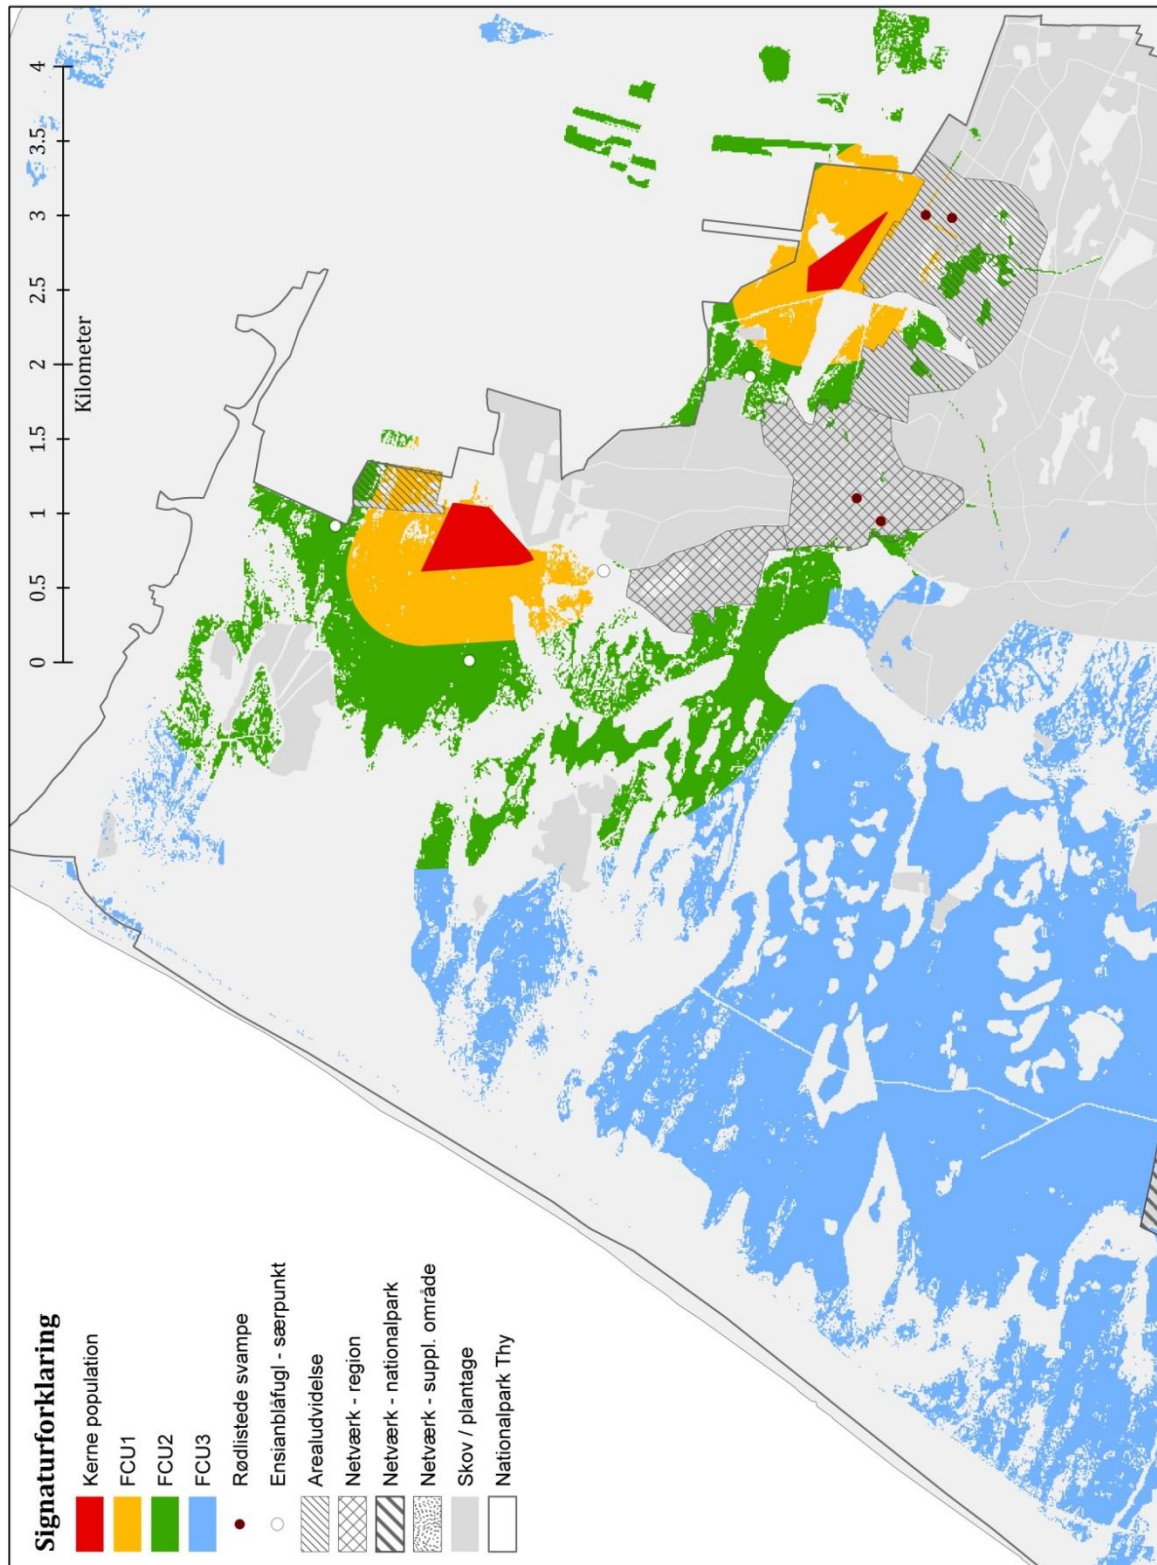 Signaturforklaring
Kerne population
FCU1
FCU2
FCU3
Rødlistede svampe
Ensianblåfugl - særpunkt
Arealudvidelse
Netværk - region
Netværk - nationalpark
Netværk - suppl. område
Skov / plantage
Nationalpark Thy
0 0.5 1 1.5 2 2.5 3 3.5 4
Kilometer